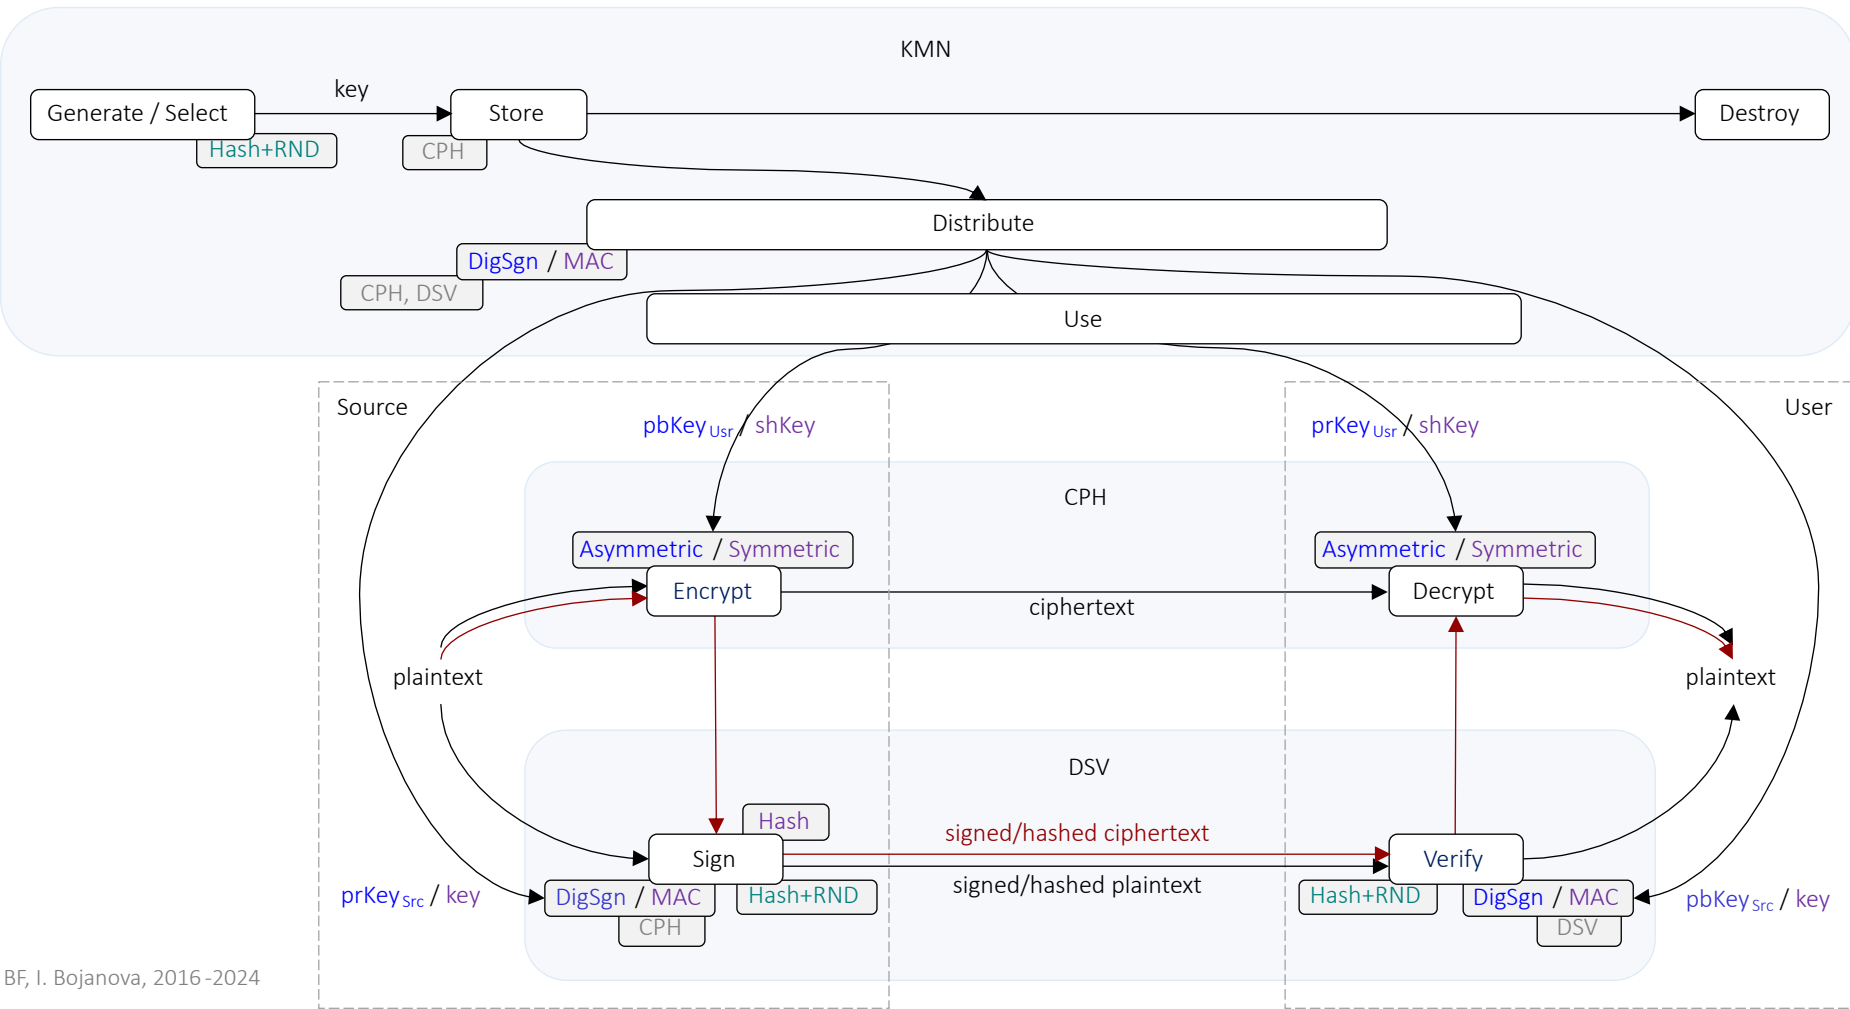 KMN
Generate / Select
key
Store
Destroy
Hash+RND
CPH
Distribute
DigSgn / MAC
CPH, DSV
Use
Source
User
pbKey Usr / shKey
prKey Usr / shKey
CPH
Asymmetric / Symmetric
Asymmetric / Symmetric
Encrypt
Decrypt
ciphertext
plaintext
plaintext
DSV
Hash
signed/hashed ciphertext
Sign
Verify
signed/hashed plaintext
prKey Src / key
DigSgn / MAC
Hash+RND
Hash+RND
DigSgn / MAC
pbKey Src / key
CPH
DSV
BF, I. Bojanova, 2016-2024